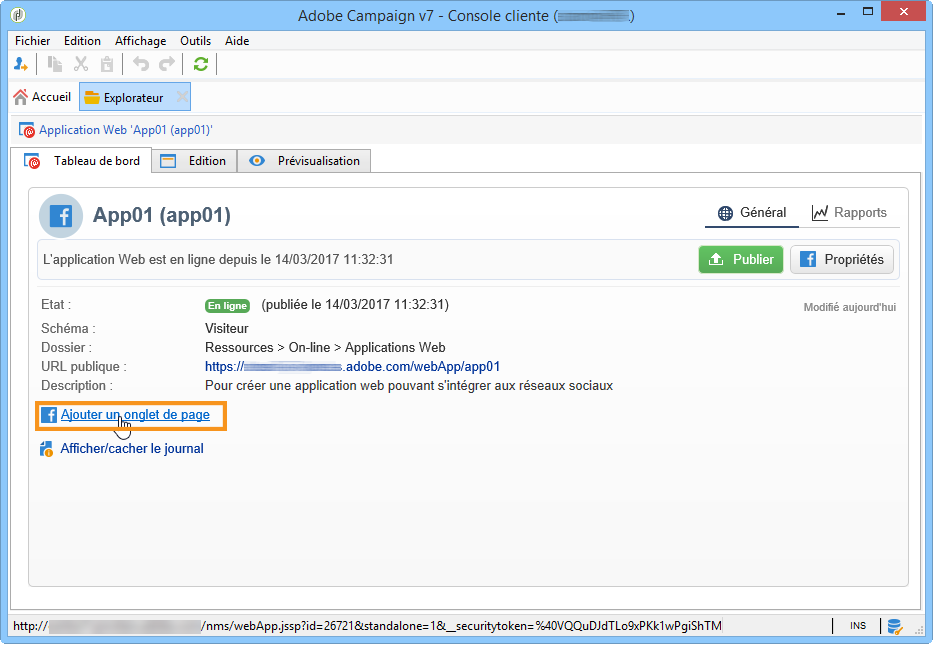 Adobe Campaign v7 - Console cliente ( )
Fichier Edition Affichage Outils Aide
Accueil Explorateur
Application Web 'App01 (app01)'
Tableau de bord Edition Prévisualisation
App01 (app01) Général Rapports
L'application Web est en ligne depuis le 14/03/2017 11:32:31 Publier Propriétés
Etat : En ligne (publiée le 14/03/2017 11:32:31) Modifié aujourd'hui
Schéma : Visiteur
Dossier : Ressources > On-line > Applications Web
URL publique : https:// .adobe.com/webApp/app01
Description : Pour créer une application web pouvant s'intégrer aux réseaux sociaux
Ajouter un onglet de page
Afficher/cacher le journal
http:// /nms/webApp.jssp?id=26721&standalone=1&__securitytoken=%40VQQuDJdTLo9xPKk1wPgiShTM INS